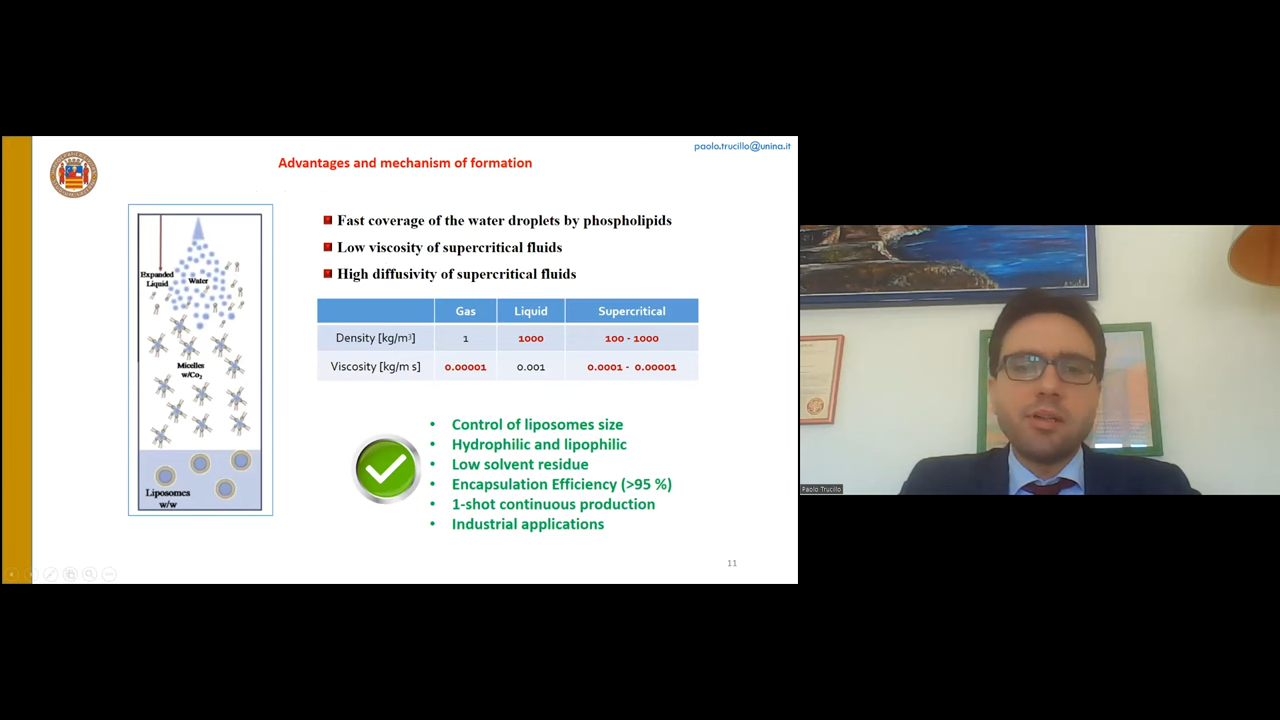 paolo.trucillo@unina.it
Advantages and mechanism of formation
Expanded
Liquid
Water
Micelles
w/Co2
Liposomes
w/w
Fast coverage of the water droplets by phospholipids
Low viscosity of supercritical fluids
High diffusivity of supercritical fluids
Gas Liquid Supercritical
Density [kg/m³] 1 1000 100 - 1000
Viscosity [kg/m s] 0.00001 0.001 0.0001 - 0.00001
• Control of liposomes size
• Hydrophilic and lipophilic
• Low solvent residue
• Encapsulation Efficiency (>95 %)
• 1-shot continuous production
• Industrial applications
11
Paolo Trucillo